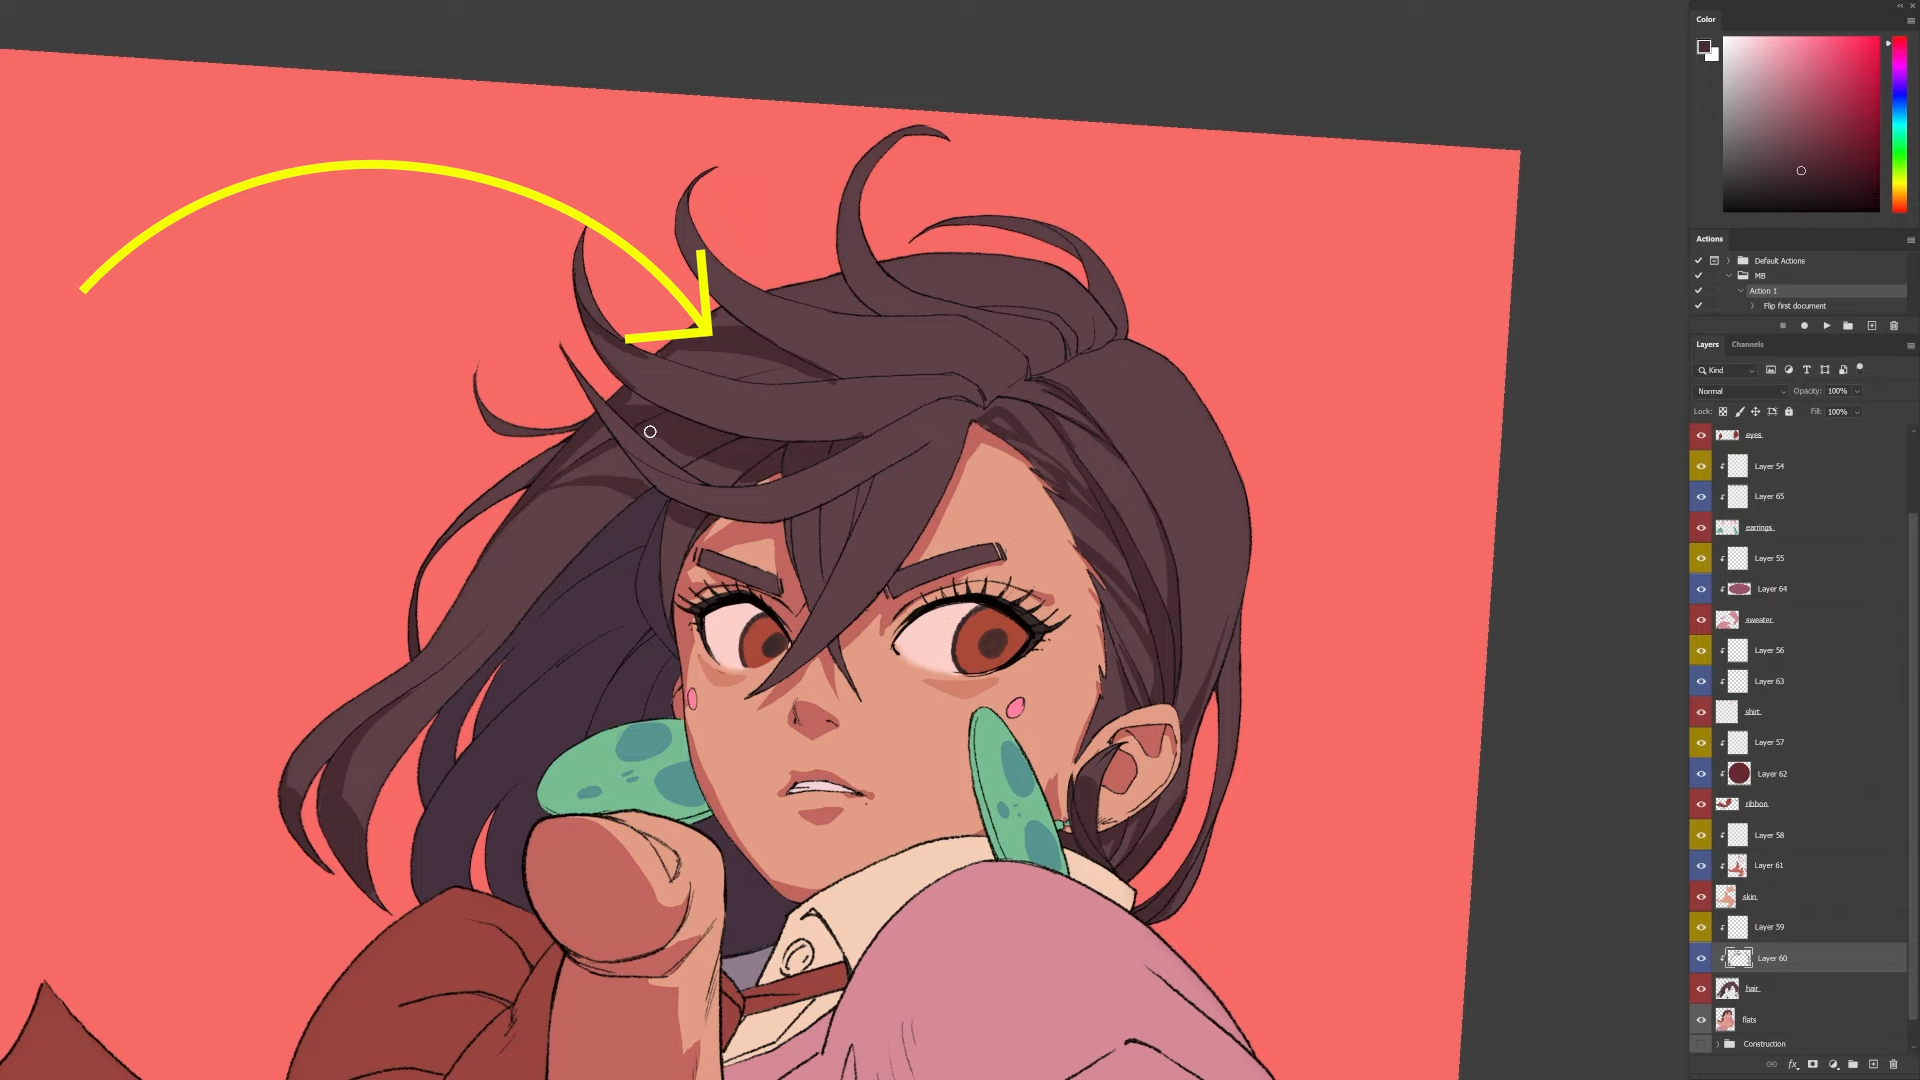 Color
Actions
Default Actions
MB
Action 1
Flip first document
Layers Channels
Kind
Normal Opacity: 100%
Lock: Fill: 100%
eyes
Layer 54
Layer 65
earrings
Layer 55
Layer 64
sweater
Layer 56
Layer 63
shirt
Layer 57
Layer 62
ribbon
Layer 58
Layer 61
skin
Layer 59
Layer 60
hair
flats
Construction
fx